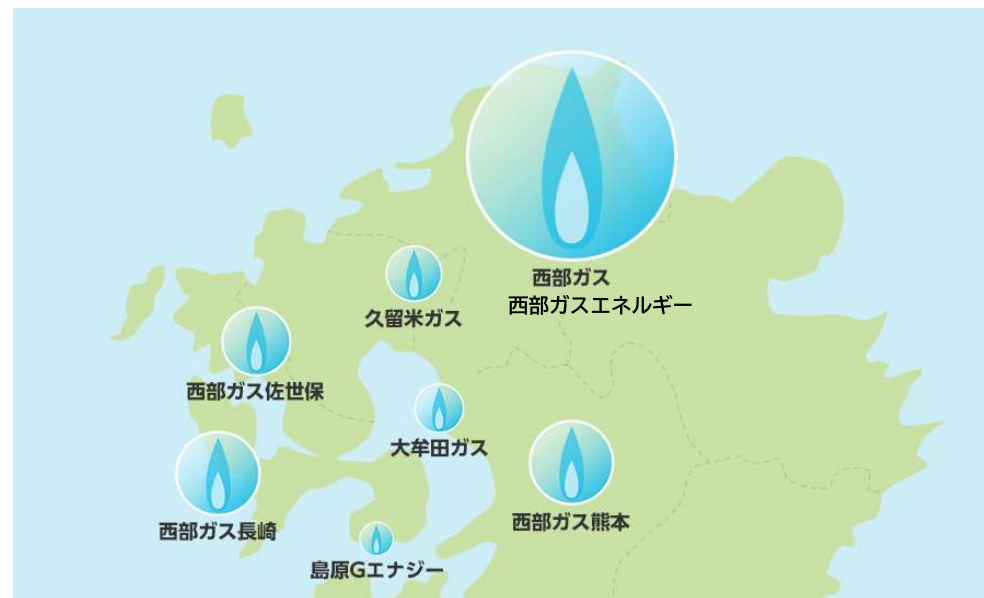 西部ガス
西部ガスエネルギー
久留米ガス
西部ガス佐世保
大牟田ガス
西部ガス熊本
西部ガス長崎
島原Gエナジー